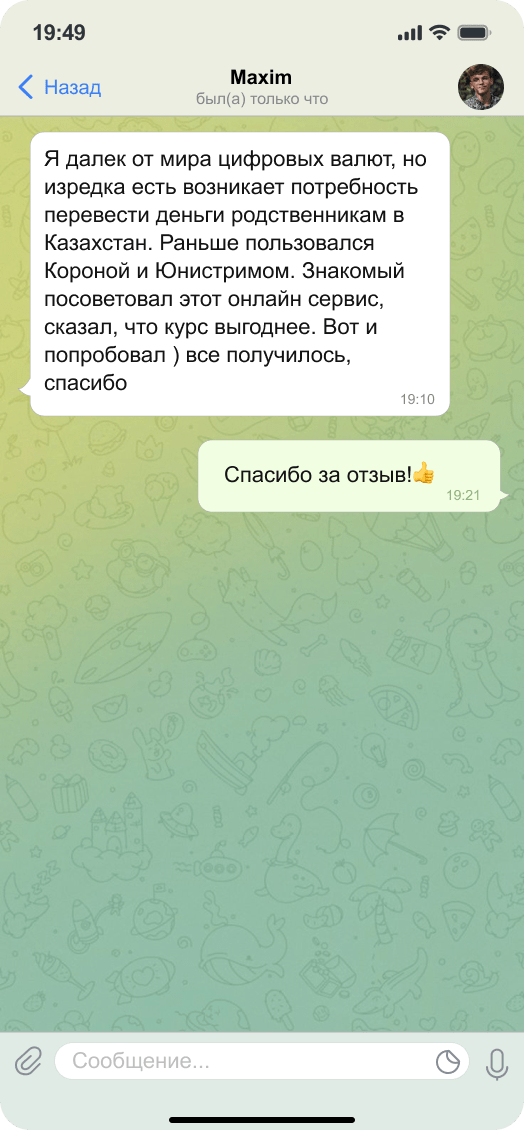 19:49
Назад
Maxim
был(а) только что
Я далек от мира цифровых валют, но
изредка есть возникает потребность
перевести деньги родственникам в
Казахстан. Раньше пользовался
Короной и Юнистримом. Знакомый
посоветовал этот онлайн сервис,
сказал, что курс выгоднее. Вот и
попробовал ) все получилось,
спасибо
19:10
Спасибо за отзыв!👍
19:21
Сообщение...